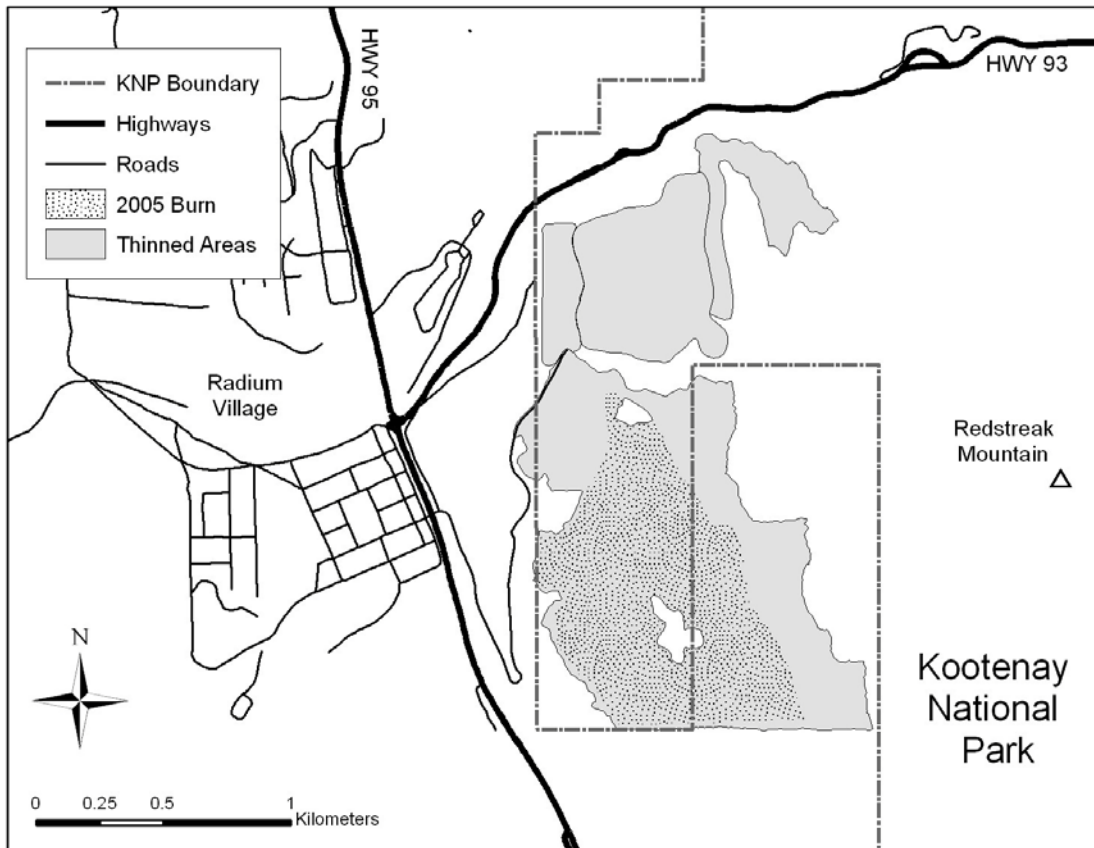 KNP Boundary
Highways
Roads
2005 Burn
Thinned Areas
HWY 95
HWY 93
Radium
Village
Redstreak
Mountain
Kootenay
National
Park
N
0 0.25 0.5 1
Kilometers